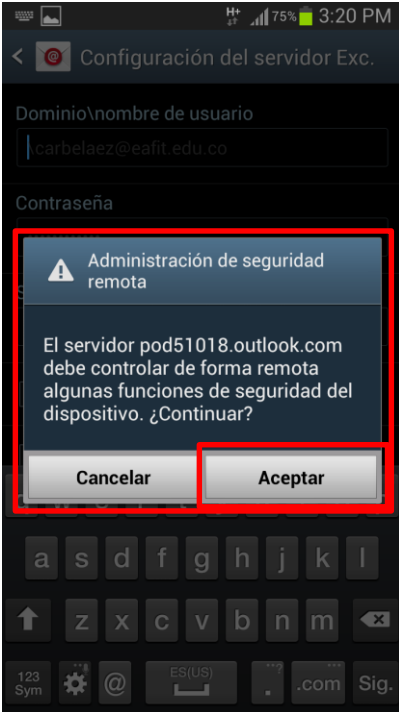 H+ 75% 3:20 PM
< Configuración del servidor Exc.
Dominio\nombre de usuario
\carbelaez@eafit.edu.co
Contraseña
S
Administración de seguridad
remota
El servidor pod51018.outlook.com
debe controlar de forma remota
algunas funciones de seguridad del
dispositivo. ¿Continuar?
Cancelar Aceptar
a s d f g h j k l
z x c v b n m
123 @ ES(US) . .com Sig.
Sym